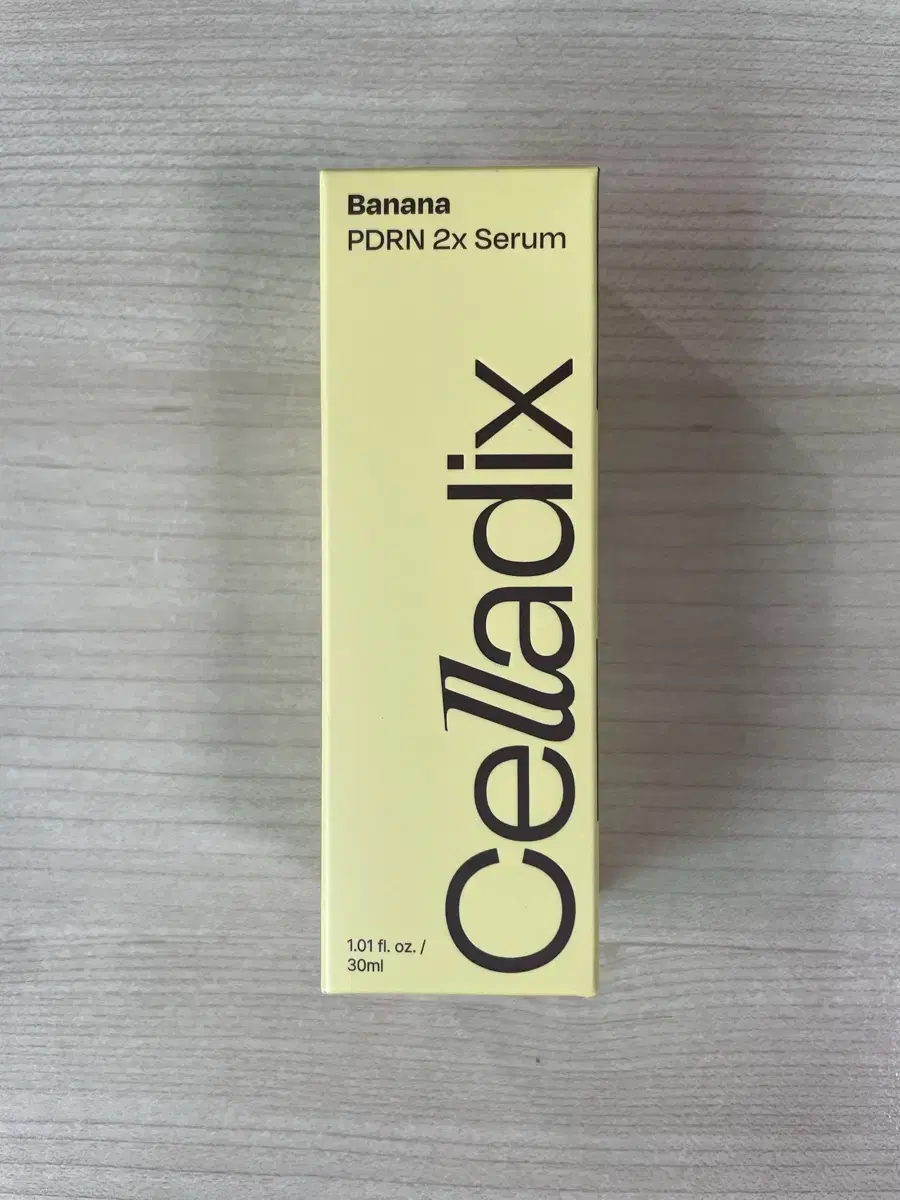 Banana
PDRN 2x Serum
Celladix
1.01 fl. oz. /
30ml